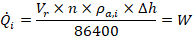 Q̇ᵢ = (Vᵣ × n × ρₐ,ᵢ × Δh) / 86400 = W